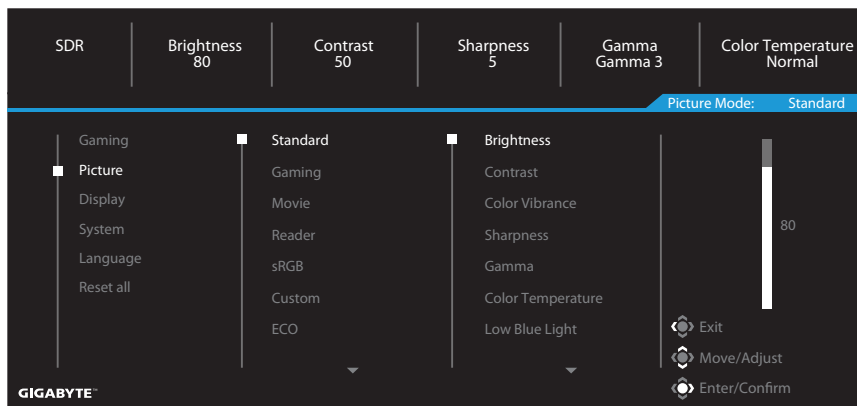 SDR
Brightness
80
Contrast
50
Sharpness
5
Gamma
Gamma 3
Color Temperature
Normal
Picture Mode: Standard
Gaming
Picture
Display
System
Language
Reset all
Standard
Gaming
Movie
Reader
sRGB
Custom
ECO
Brightness
Contrast
Color Vibrance
Sharpness
Gamma
Color Temperature
Low Blue Light
80
Exit
Move/Adjust
Enter/Confirm
GIGABYTE™